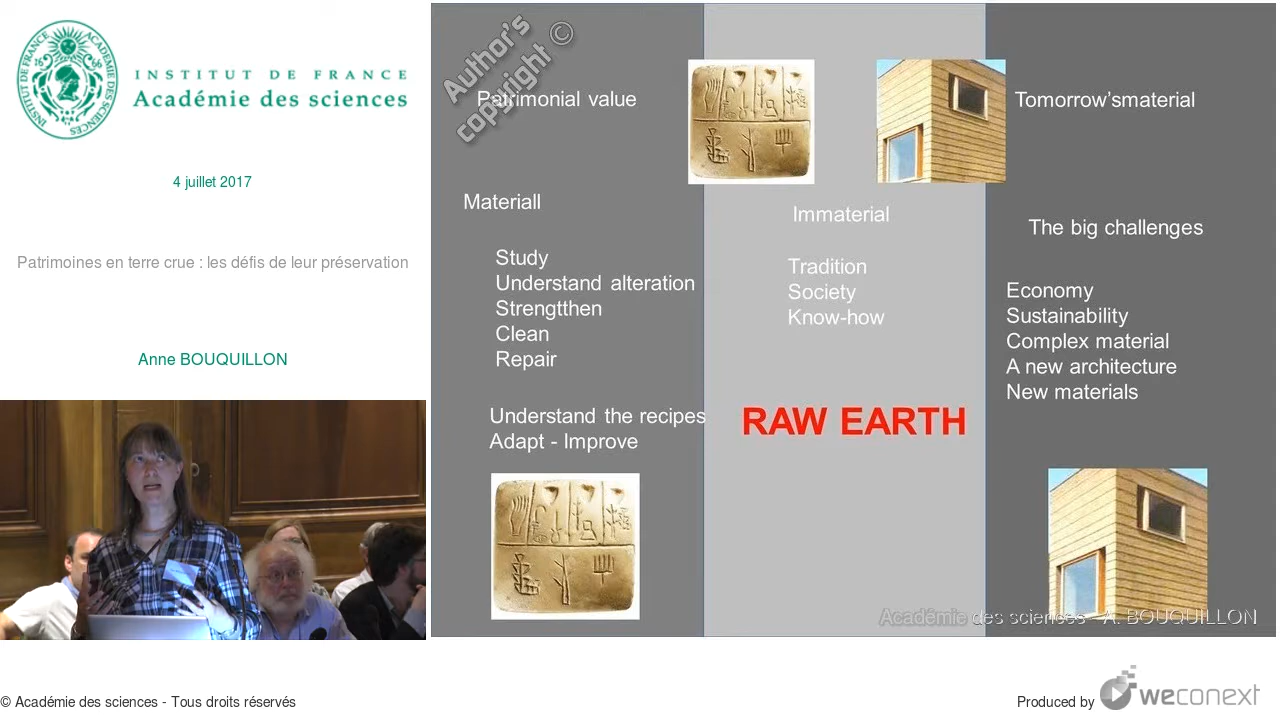 INSTITUT DE FRANCE
Académie des sciences
4 juillet 2017
Patrimoines en terre crue : les défis de leur préservation
Anne BOUQUILLON
Author's
copyright ©
Patrimonial value
Tomorrow'smaterial
Materiall
Study
Understand alteration
Strengtthen
Clean
Repair
Understand the recipes
Adapt - Improve
Immaterial
Tradition
Society
Know-how
RAW EARTH
The big challenges
Economy
Sustainability
Complex material
A new architecture
New materials
Académie des sciences - A. BOUQUILLON
© Académie des sciences - Tous droits réservés
Produced by weconext